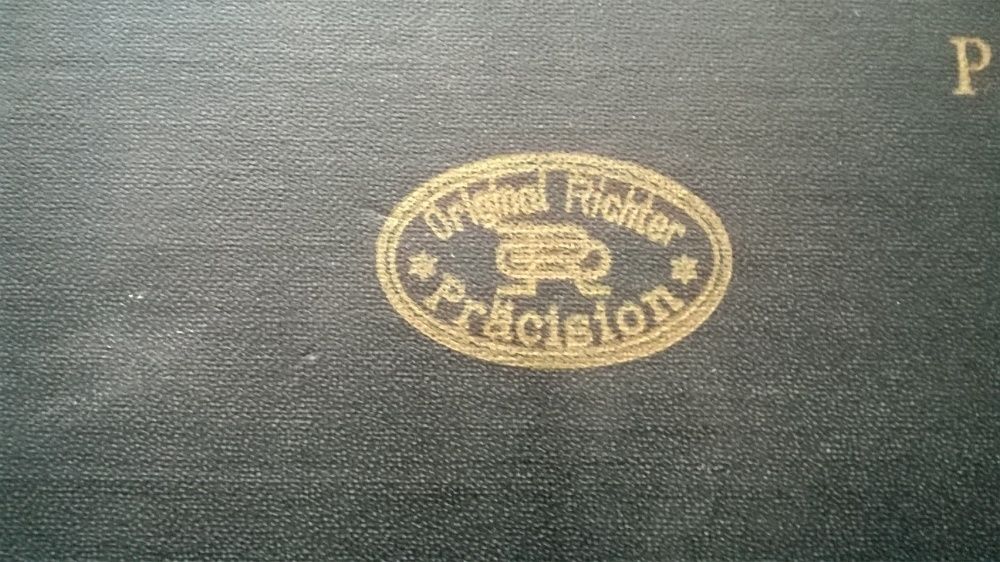 P
Original Richter
R
Präcision